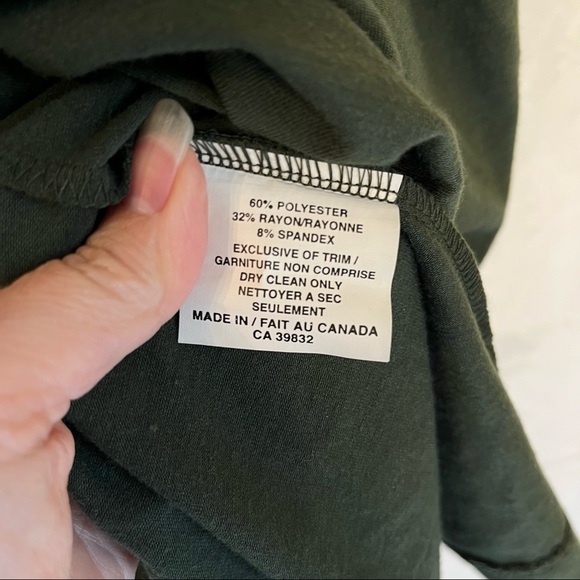 60% POLYESTER
32% RAYON/RAYONNE
8% SPANDEX
EXCLUSIVE OF TRIM /
GARNITURE NON COMPRISE
DRY CLEAN ONLY
NETTOYER A SEC
SEULEMENT
MADE IN / FAIT AU CANADA
CA 39832